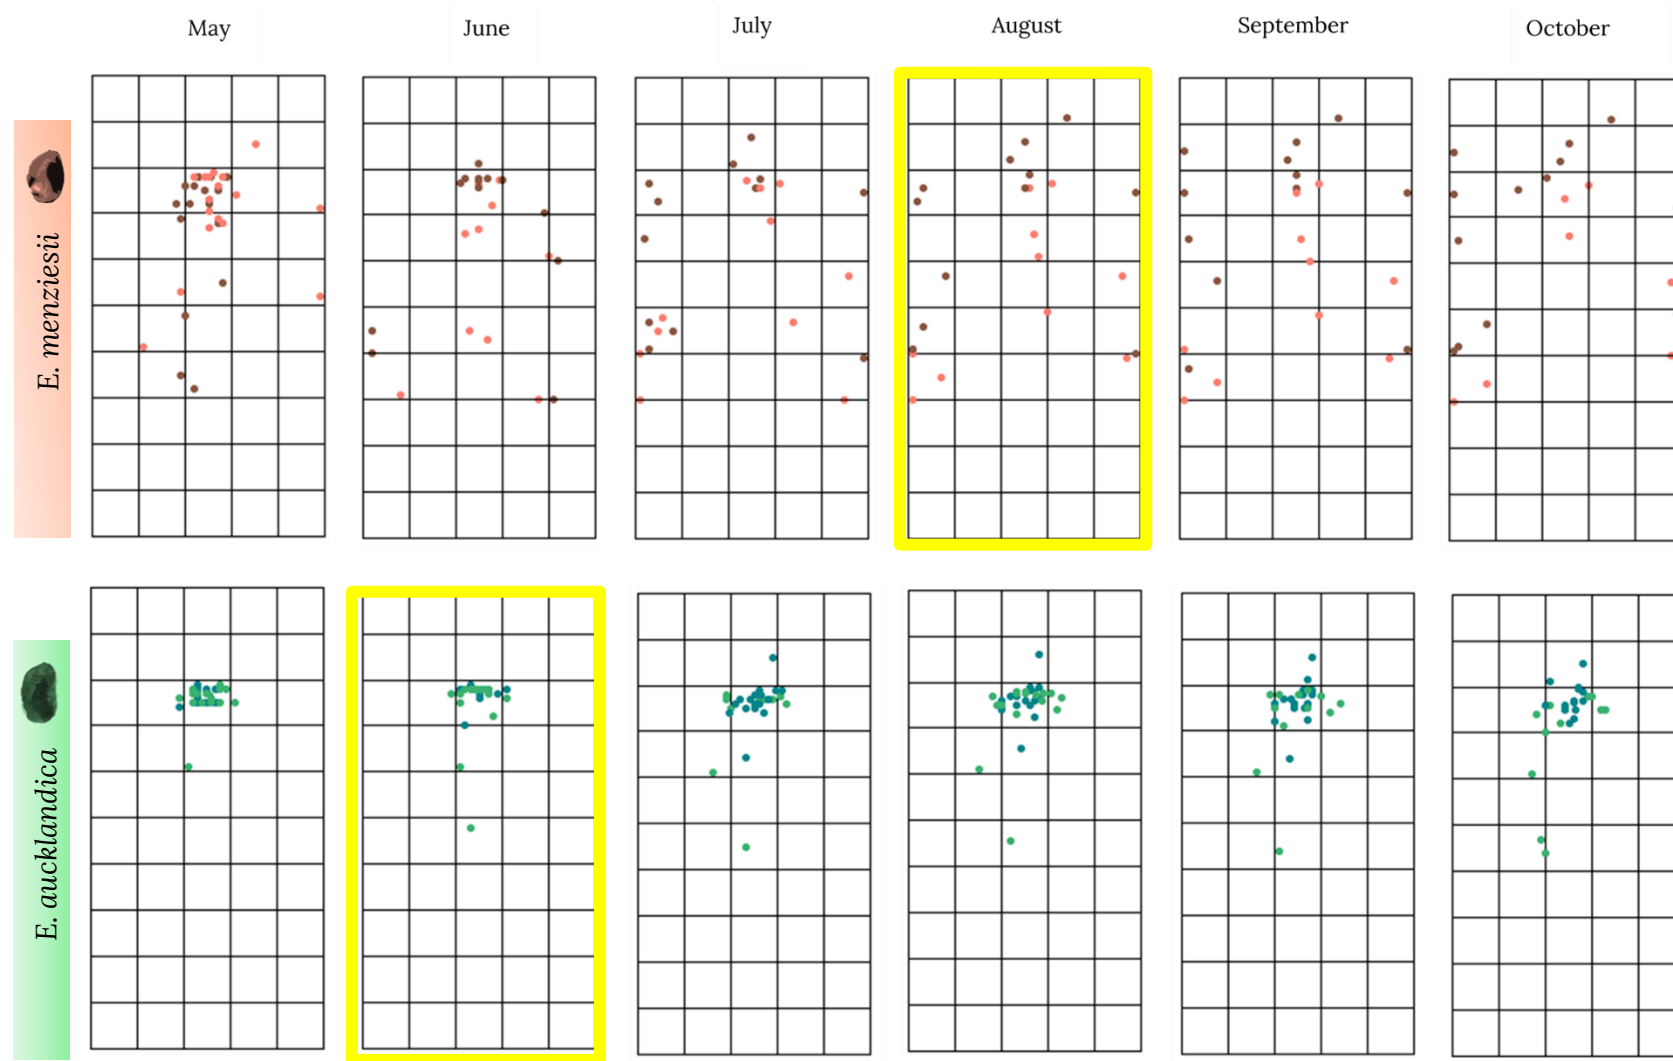 May
June
July
August
September
October
E. menziesii
E. aucklandica